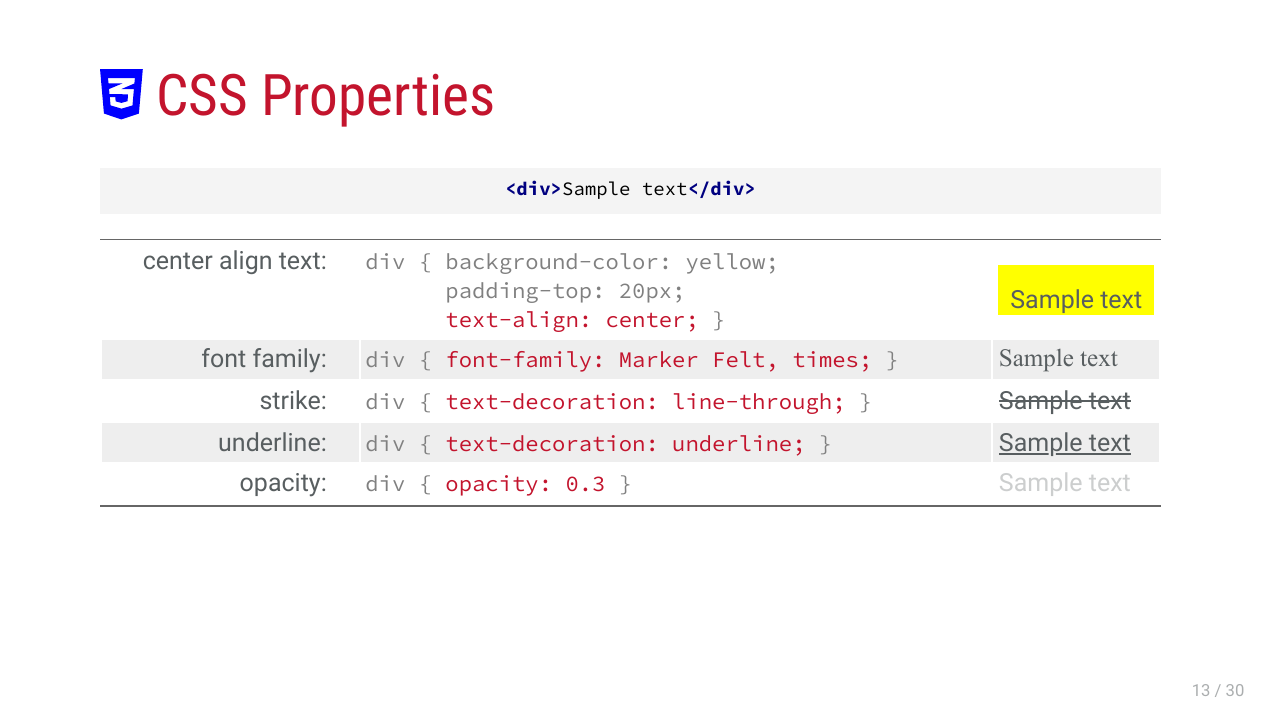 CSS Properties
<div>Sample text</div>
center align text: div { background-color: yellow;
padding-top: 20px;
text-align: center; }
Sample text
font family: div { font-family: Marker Felt, times; } Sample text
strike: div { text-decoration: line-through; } Sample text
underline: div { text-decoration: underline; } Sample text
opacity: div { opacity: 0.3 } Sample text
13 / 30